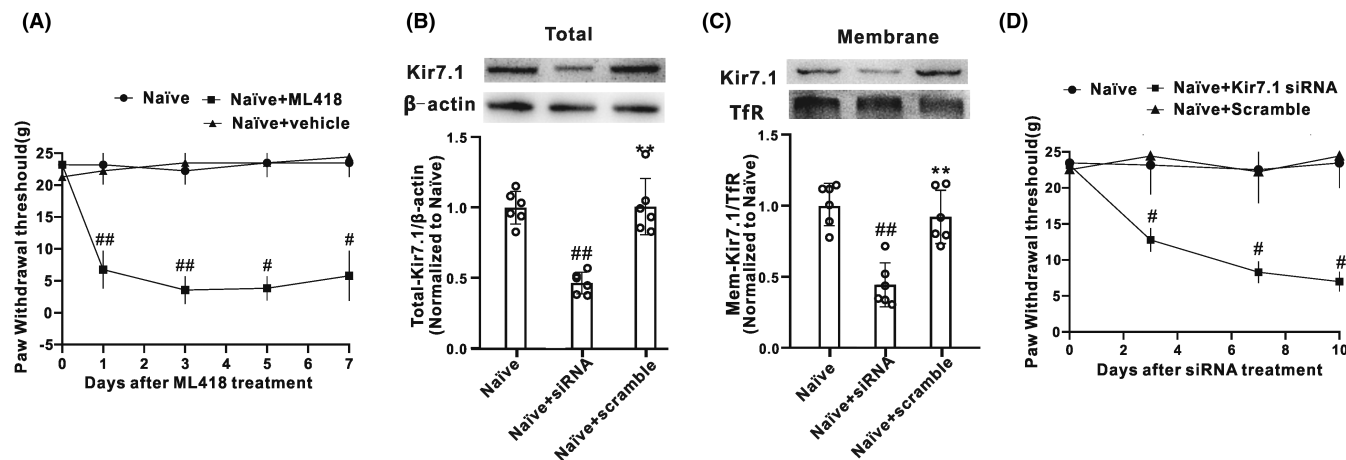 (A)
Naïve
Naïve+ML418
Naïve+vehicle
Paw Withdrawal threshould(g)
25
20
15
10
5
0
-5
##
##
#
#
0 1 2 3 4 5 6 7
Days after ML418 treatment
(B)
Total
Kir7.1
β-actin
Total-Kir7.1/β-actin
(Normalized to Naïve)
1.5
1.0
0.5
0.0
##
**
Naïve
Naïve+siRNA
Naïve+scramble
(C)
Membrane
Kir7.1
TfR
Mem-Kir7.1/TfR
(Normalized to Naïve)
1.5
1.0
0.5
0.0
##
**
Naïve
Naïve+siRNA
Naïve+scramble
(D)
Naïve
Naïve+Kir7.1 siRNA
Naïve+Scramble
Paw Withdrawal threshould(g)
25
20
15
10
5
0
#
#
#
0 2 4 6 8 10
Days after siRNA treatment